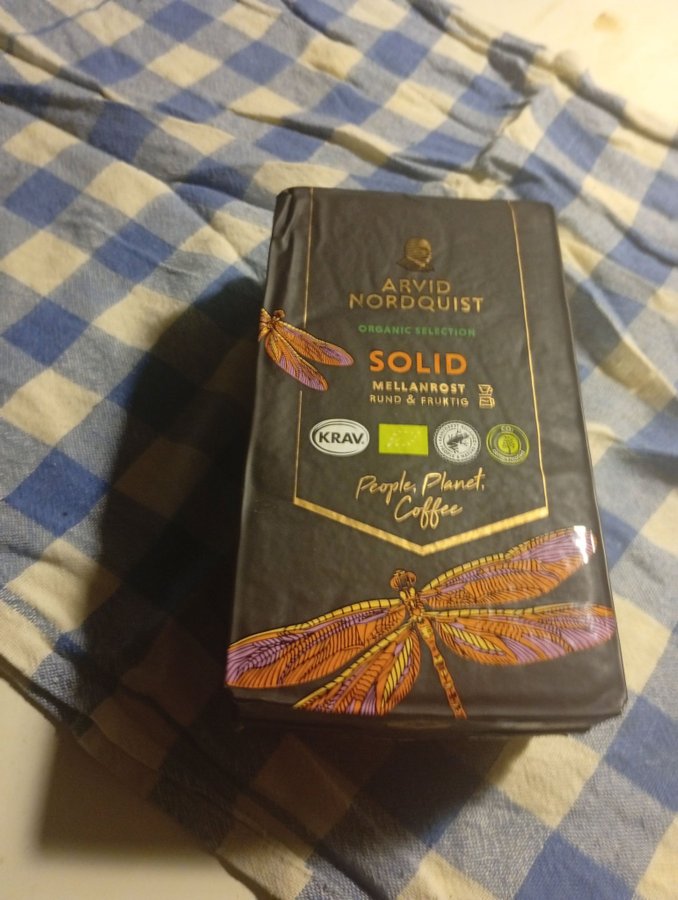 ARVID
NORDQUIST
ORGANIC SELECTION
SOLID
MELLANROST
RUND & FRUKTIG
KRAV
People, Planet,
Coffee